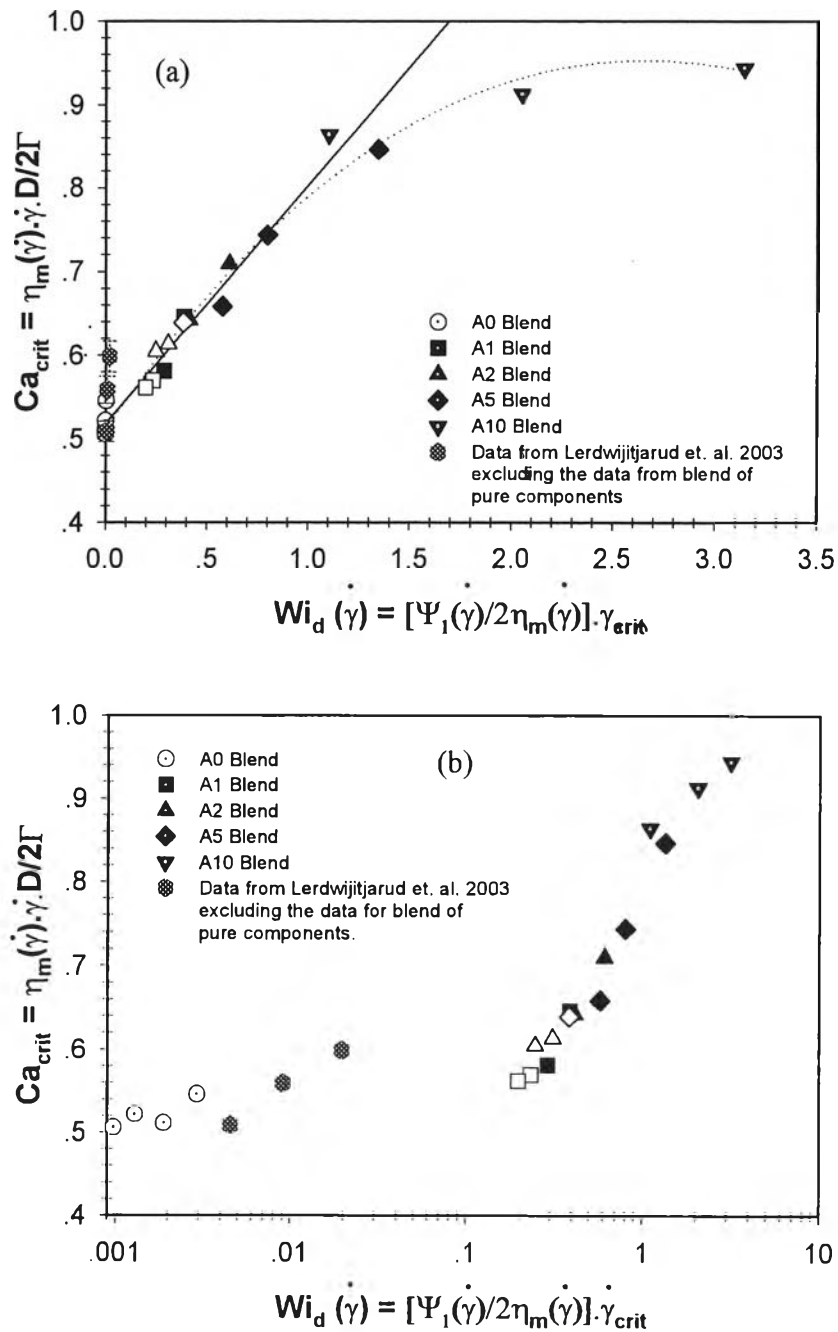 (a)
1.0
.9
.8
.7
.6
.5
.4
Ca_crit = η_m(γ̇).γ̇.D/2Γ
A0 Blend
A1 Blend
A2 Blend
A5 Blend
A10 Blend
Data from Lerdwijitjarud et. al. 2003
excluding the data from blend of
pure components
0.0 .5 1.0 1.5 2.0 2.5 3.0 3.5
Wi_d (γ̇) = [Ψ_1(γ̇)/2η_m(γ̇)].γ̇_crit
(b)
1.0
.9
.8
.7
.6
.5
.4
Ca_crit = η_m(γ̇).γ̇.D/2Γ
A0 Blend
A1 Blend
A2 Blend
A5 Blend
A10 Blend
Data from Lerdwijitjarud et. al. 2003
excluding the data for blend of
pure components.
.001 .01 .1 1 10
Wi_d (γ̇) = [Ψ_1(γ̇)/2η_m(γ̇)].γ̇_crit